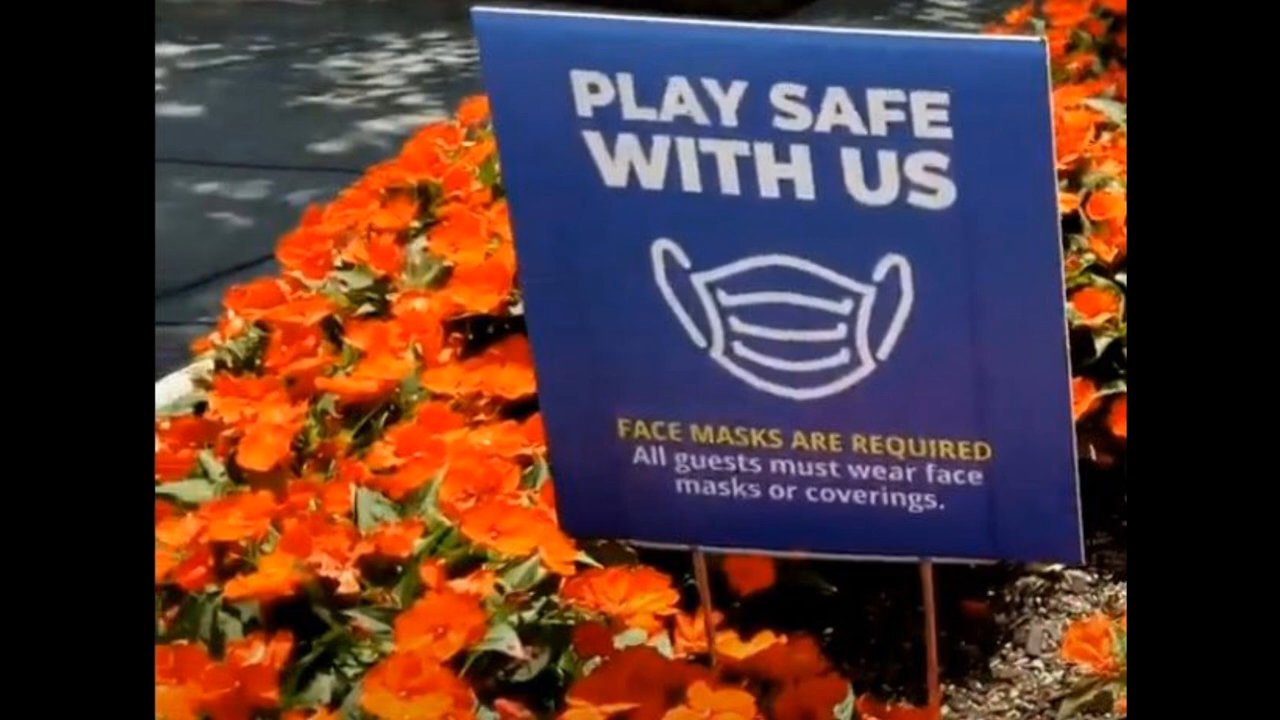 PLAY SAFE
WITH US
FACE MASKS ARE REQUIRED
All guests must wear face
masks or coverings.